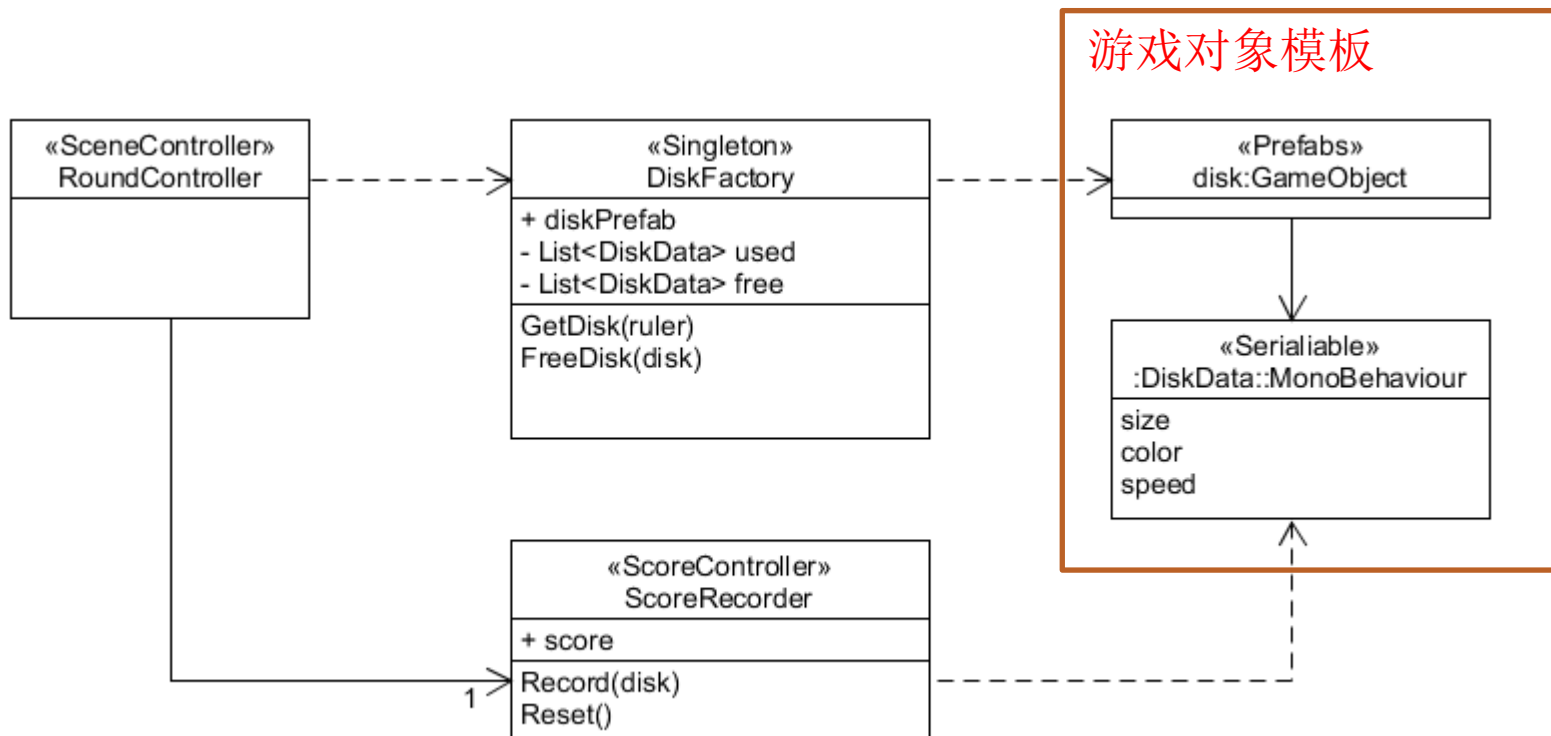 游戏对象模板
«SceneController»
RoundController
«Singleton»
DiskFactory
+ diskPrefab
- List<DiskData> used
- List<DiskData> free
GetDisk(ruler)
FreeDisk(disk)
«Prefabs»
disk:GameObject
«Serialiable»
:DiskData::MonoBehaviour
size
color
speed
«ScoreController»
ScoreRecorder
+ score
Record(disk)
Reset()
1